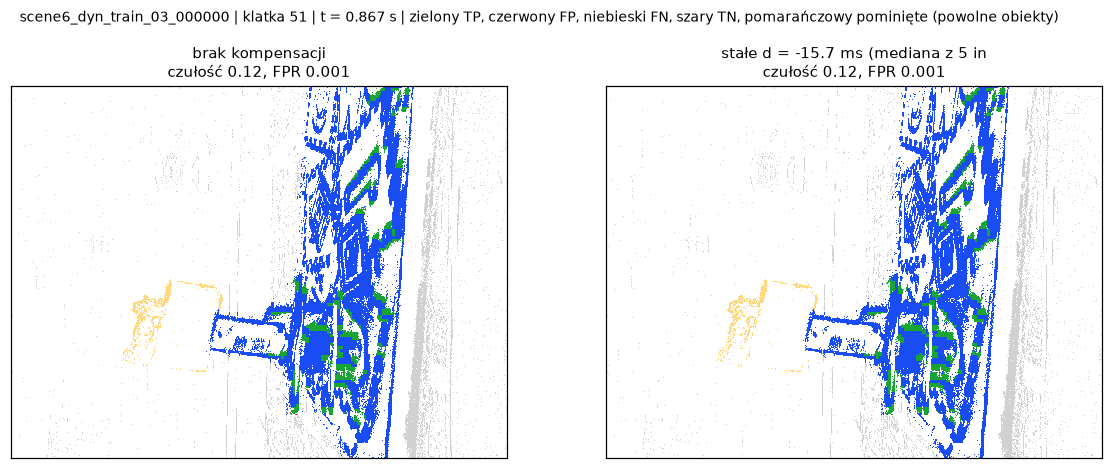 scene6_dyn_train_03_000000 | klatka 51 | t = 0.867 s | zielony TP, czerwony FP, niebieski FN, szary TN, pomarańczowy pominięte (powolne obiekty)
brak kompensacji
czułość 0.12, FPR 0.001
stałe d = -15.7 ms (mediana z 5 in
czułość 0.12, FPR 0.001